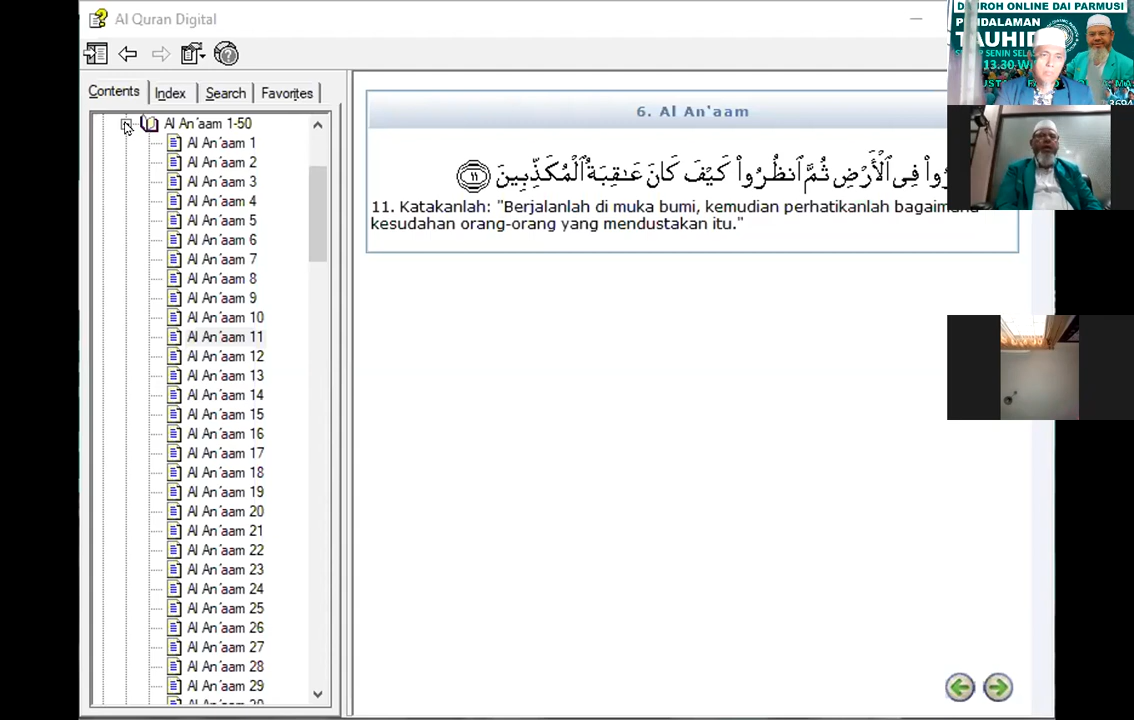 Al Quran Digital
Contents
Index
Search
Favorites
Al An'aam 1-50
Al An'aam 1
Al An'aam 2
Al An'aam 3
Al An'aam 4
Al An'aam 5
Al An'aam 6
Al An'aam 7
Al An'aam 8
Al An'aam 9
Al An'aam 10
Al An'aam 11
Al An'aam 12
Al An'aam 13
Al An'aam 14
Al An'aam 15
Al An'aam 16
Al An'aam 17
Al An'aam 18
Al An'aam 19
Al An'aam 20
Al An'aam 21
Al An'aam 22
Al An'aam 23
Al An'aam 24
Al An'aam 25
Al An'aam 26
Al An'aam 27
Al An'aam 28
Al An'aam 29
6. Al An'aam
فِى ٱلْأَرْضِ ثُمَّ ٱنظُرُوا۟ كَيْفَ كَانَ عَـٰقِبَةُ ٱلْمُكَذِّبِينَ ﴿١١﴾
11. Katakanlah: "Berjalanlah di muka bumi, kemudian perhatikanlah bagaimana
kesudahan orang-orang yang mendustakan itu."
ONLINE DAI PARMUSI
PENDALAMAN
TAUHID
SENIN SELAS
13.30 W